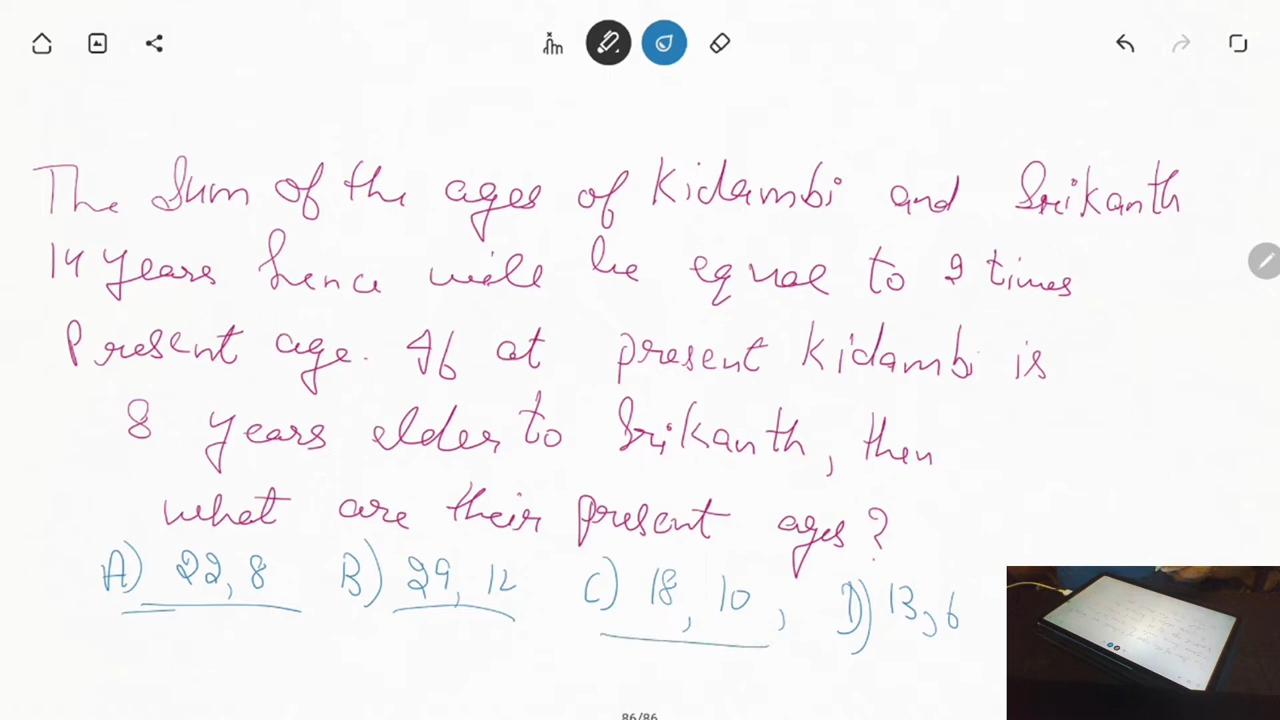 The Sum of the ages of Kidambi and Srikanth
14 years hence will be equal to 2 times
Present age. If at present Kidambi is
8 years elder to Srikanth, then
what are their present ages?
A) 22, 8 B) 29, 12 C) 18, 10, D) 13, 6
86/86